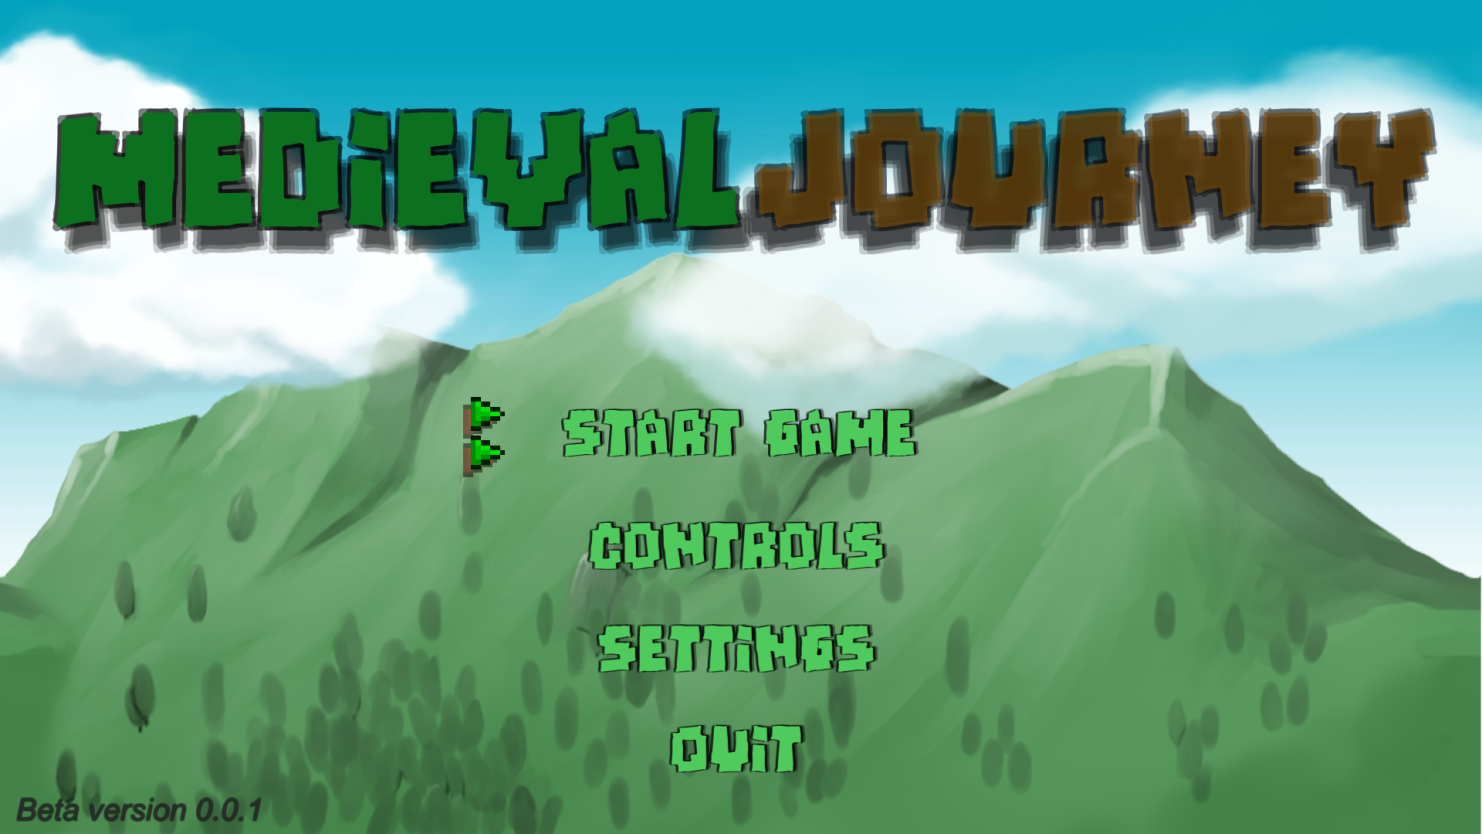 MEDiEVAL JOURNEY
START GAME
CONTROLS
SETTiNGS
QUiT
Beta version 0.0.1